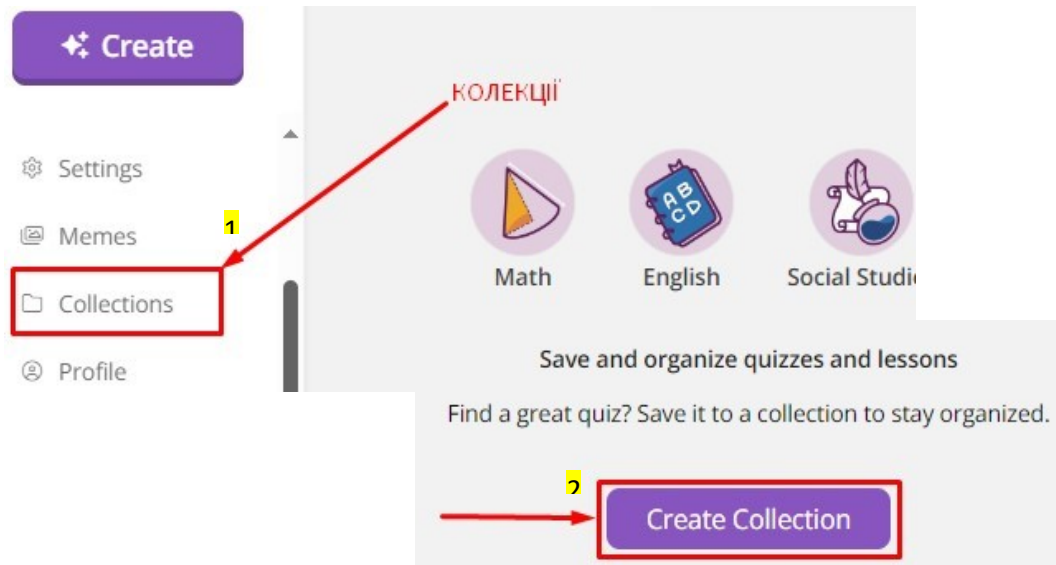 Create
КОЛЕКЦІЇ
Settings
1
Memes
Collections
Profile
A B
C D
Math
English
Social Studi
Save and organize quizzes and lessons
Find a great quiz? Save it to a collection to stay organized.
2
Create Collection